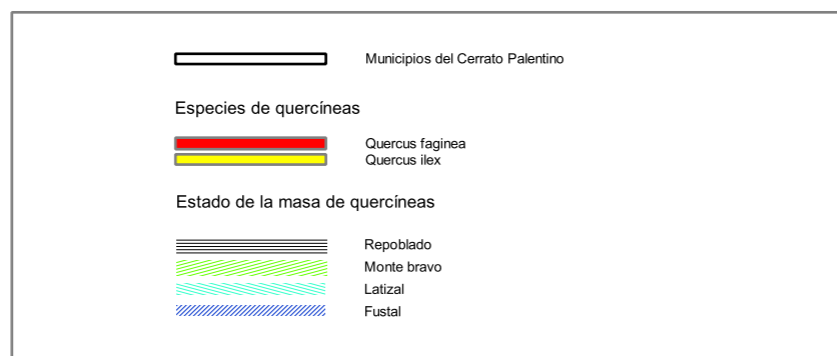 Municipios del Cerrato Palentino
Especies de quercíneas
Quercus faginea
Quercus ilex
Estado de la masa de quercíneas
Repoblado
Monte bravo
Latizal
Fustal